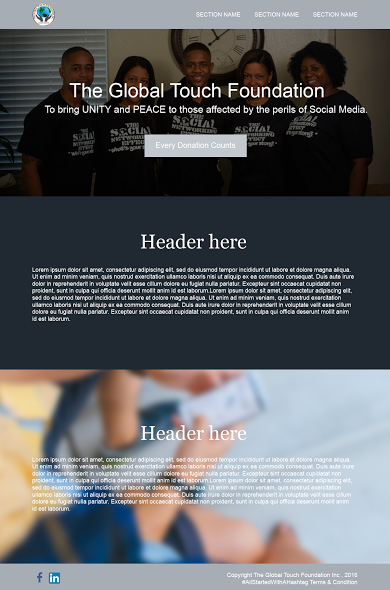 SECTION NAME SECTION NAME SECTION NAME
The Global Touch Foundation
To bring UNITY and PEACE to those affected by the perils of Social Media.
THE SOCIAL NETWORKING EFFECT
Every Donation Counts
Header here
Lorem ipsum dolor sit amet, consectetur adipiscing elit, sed do eiusmod tempor incididunt ut labore et dolore magna aliqua.
Ut enim ad minim veniam, quis nostrud exercitation ullamco laboris nisi ut aliquip ex ea commodo consequat. Duis aute irure
dolor in reprehenderit in voluptate velit esse cillum dolore eu fugiat nulla pariatur. Excepteur sint occaecat cupidatat non
proident, sunt in culpa qui officia deserunt mollit anim id est laborum.Lorem ipsum dolor sit amet, consectetur adipiscing elit,
sed do eiusmod tempor incididunt ut labore et dolore magna aliqua. Ut enim ad minim veniam, quis nostrud exercitation ullamco
laboris nisi ut aliquip ex ea commodo consequat. Duis aute irure dolor in reprehenderit in voluptate velit esse cillum
dolore eu fugiat nulla pariatur. Excepteur sint occaecat cupidatat non proident, sunt in culpa qui officia deserunt mollit anim
id est laborum.
Header here
Lorem ipsum dolor sit amet, consectetur adipiscing elit, sed do eiusmod tempor incididunt ut labore et dolore magna aliqua.
Ut enim ad minim veniam, quis nostrud exercitation ullamco laboris nisi ut aliquip ex ea commodo consequat. Duis aute irure
dolor in reprehenderit in voluptate velit esse cillum dolore eu fugiat nulla pariatur. Excepteur sint occaecat cupidatat non
proident, sunt in culpa qui officia deserunt mollit anim id est laborum.Lorem ipsum dolor sit amet, consectetur adipiscing elit,
sed do eiusmod tempor incididunt ut labore et dolore magna aliqua. Ut enim ad minim veniam, quis nostrud exercitation
ullamco laboris nisi ut aliquip ex ea commodo consequat. Duis aute irure dolor in reprehenderit in voluptate velit esse cillum
dolore eu fugiat nulla pariatur. Excepteur sint occaecat cupidatat non proident, sunt in culpa qui officia deserunt mollit anim
id est laborum.
f in Copyright The Global Touch Foundation Inc., 2016
#AllStartedWithAHashtag Terms & Condition